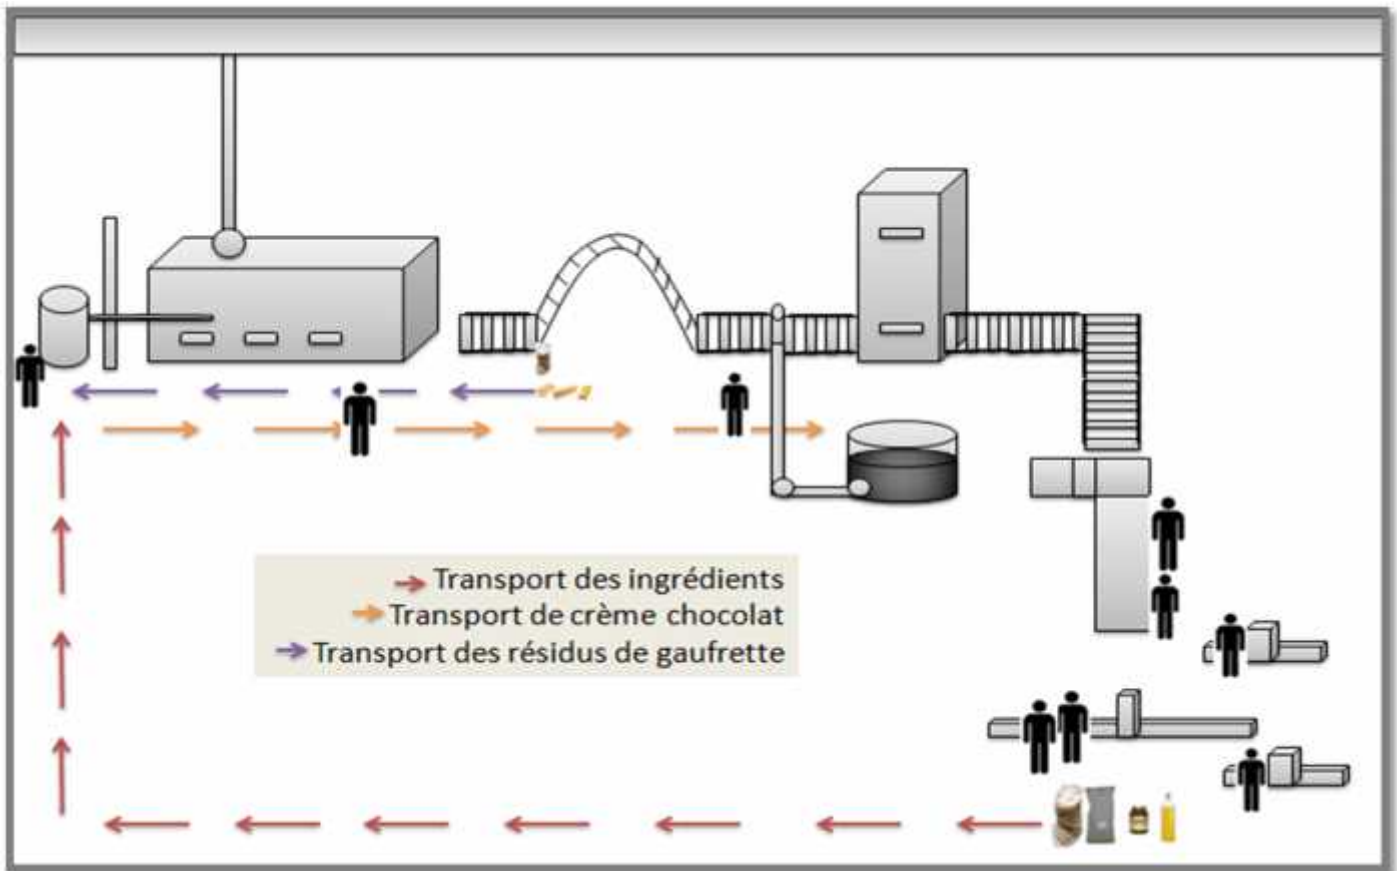 Transport des ingrédients
Transport de crème chocolat
Transport des résidus de gaufrette